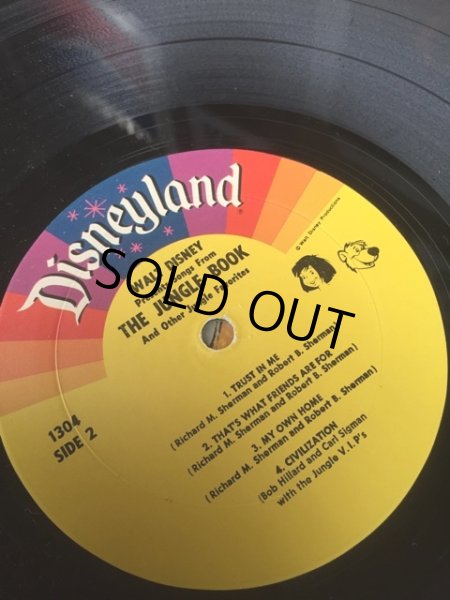 Disneyland
®
© Walt Disney Productions
WALT DISNEY
Presents Songs From
THE JUNGLE BOOK
And Other Jungle Favorites
SOLD OUT
1304
SIDE 2
1. TRUST IN ME
(Richard M. Sherman and Robert B. Sherman)
2. THAT'S WHAT FRIENDS ARE FOR
(Richard M. Sherman and Robert B. Sherman)
3. MY OWN HOME
(Richard M. Sherman and Robert B. Sherman)
4. CIVILIZATION
(Bob Hillard and Carl Sigman
with the Jungle V.I.P's